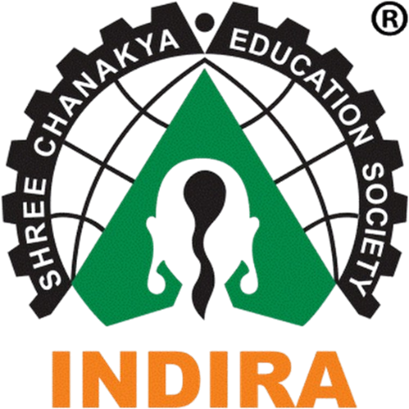 SHREE CHANAKYA EDUCATION SOCIETY
®
INDIRA